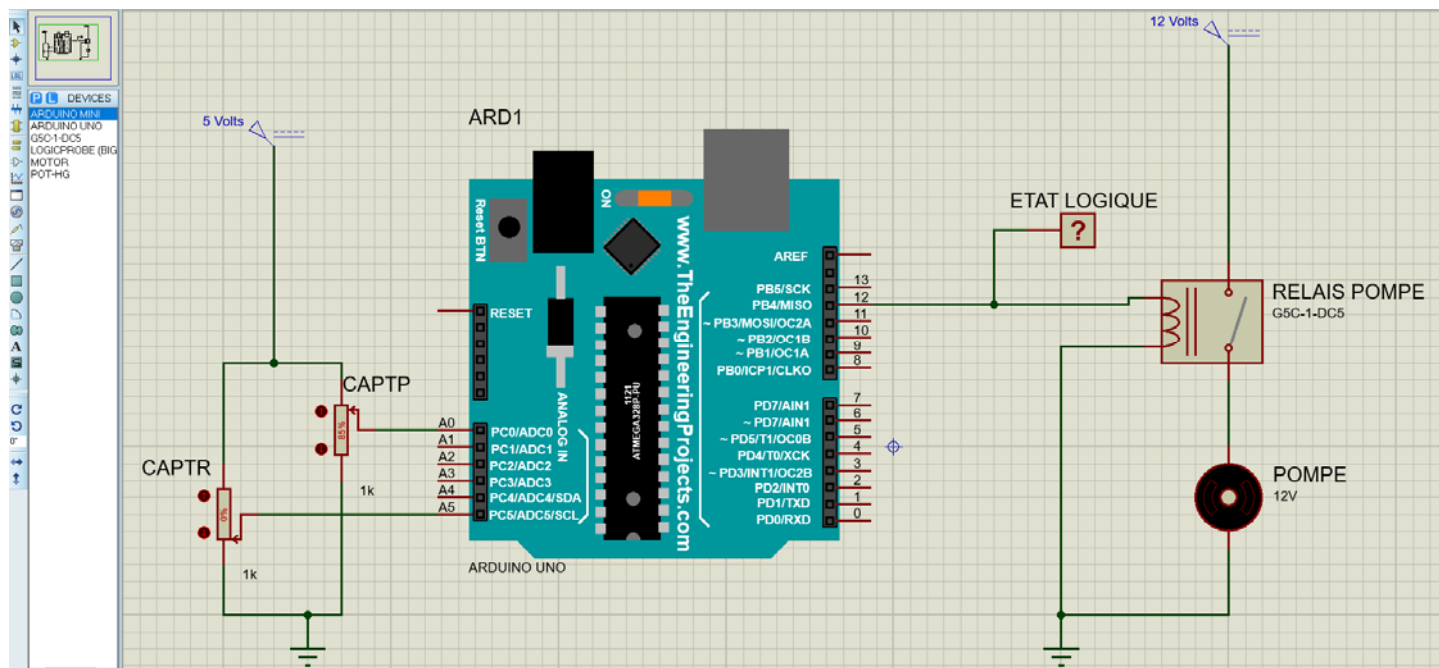 P L DEVICES
ARDUINO MINI
ARDUINO UNO
G5C-1-DC5
LOGICPROBE (BIG
MOTOR
POT-HG
0°
5 Volts
12 Volts
ARD1
ARDUINO UNO
Reset BTN
ON
www.TheEngineeringProjects.com
ANALOG IN
1121
ATMEGA328P-PU
RESET
A0 PC0/ADC0
A1 PC1/ADC1
A2 PC2/ADC2
A3 PC3/ADC3
A4 PC4/ADC4/SDA
A5 PC5/ADC5/SCL
AREF
PB5/SCK 13
PB4/MISO 12
~ PB3/MOSI/OC2A 11
~ PB2/OC1B 10
~ PB1/OC1A 9
PB0/ICP1/CLKO 8
PD7/AIN1 7
~ PD7/AIN1 6
~ PD5/T1/OC0B 5
PD4/T0/XCK 4
~ PD3/INT1/OC2B 3
PD2/INT0 2
PD1/TXD 1
PD0/RXD 0
CAPTP
85%
1k
CAPTR
0%
1k
ETAT LOGIQUE
?
RELAIS POMPE
G5C-1-DC5
POMPE
12V